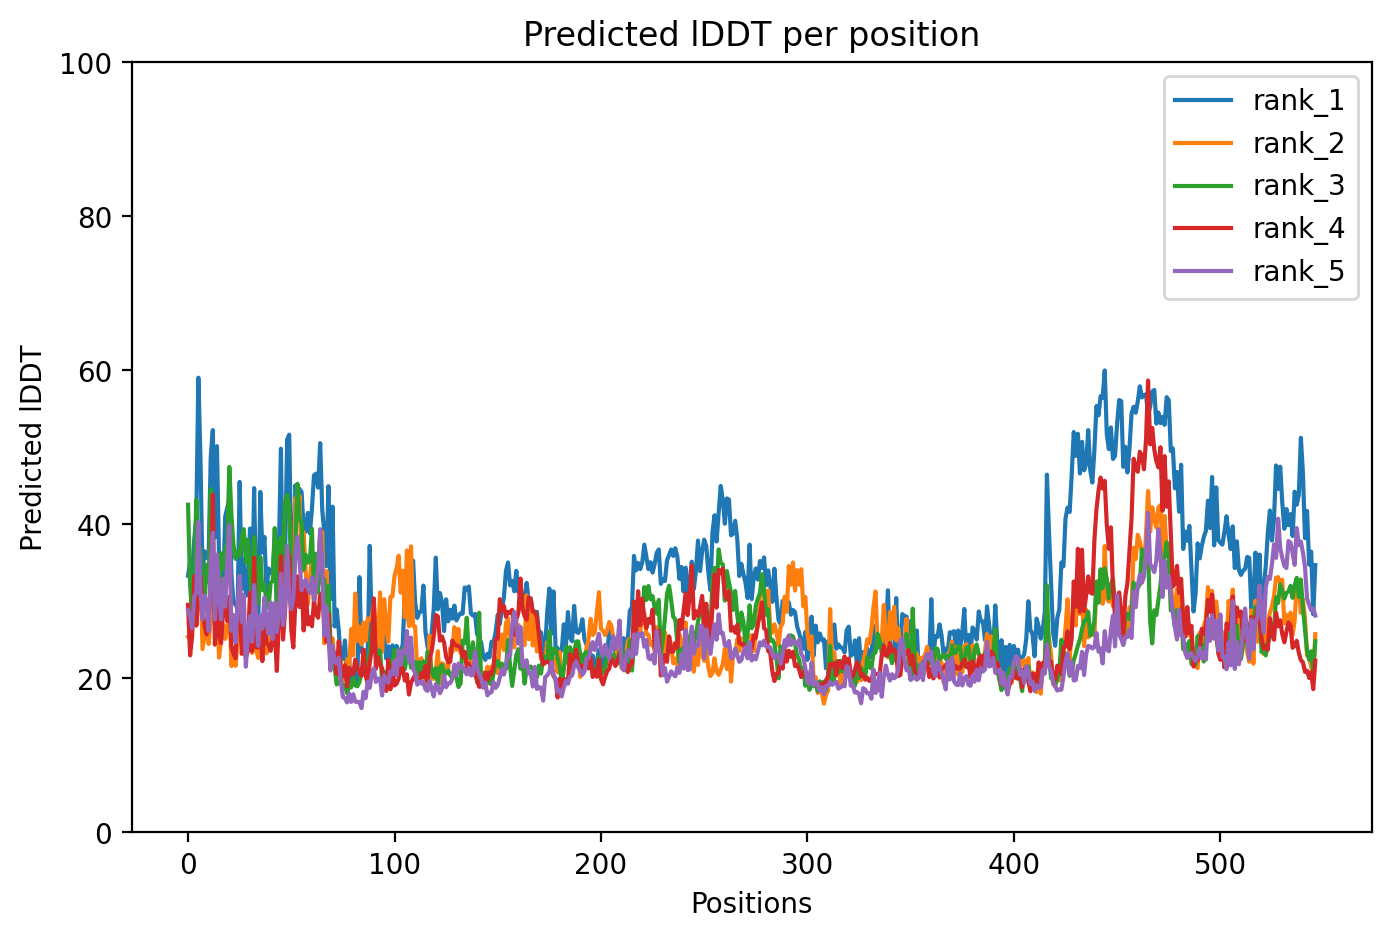 Predicted lDDT per position
100
80
60
40
20
0
Predicted lDDT
rank_1
rank_2
rank_3
rank_4
rank_5
0 100 200 300 400 500
Positions